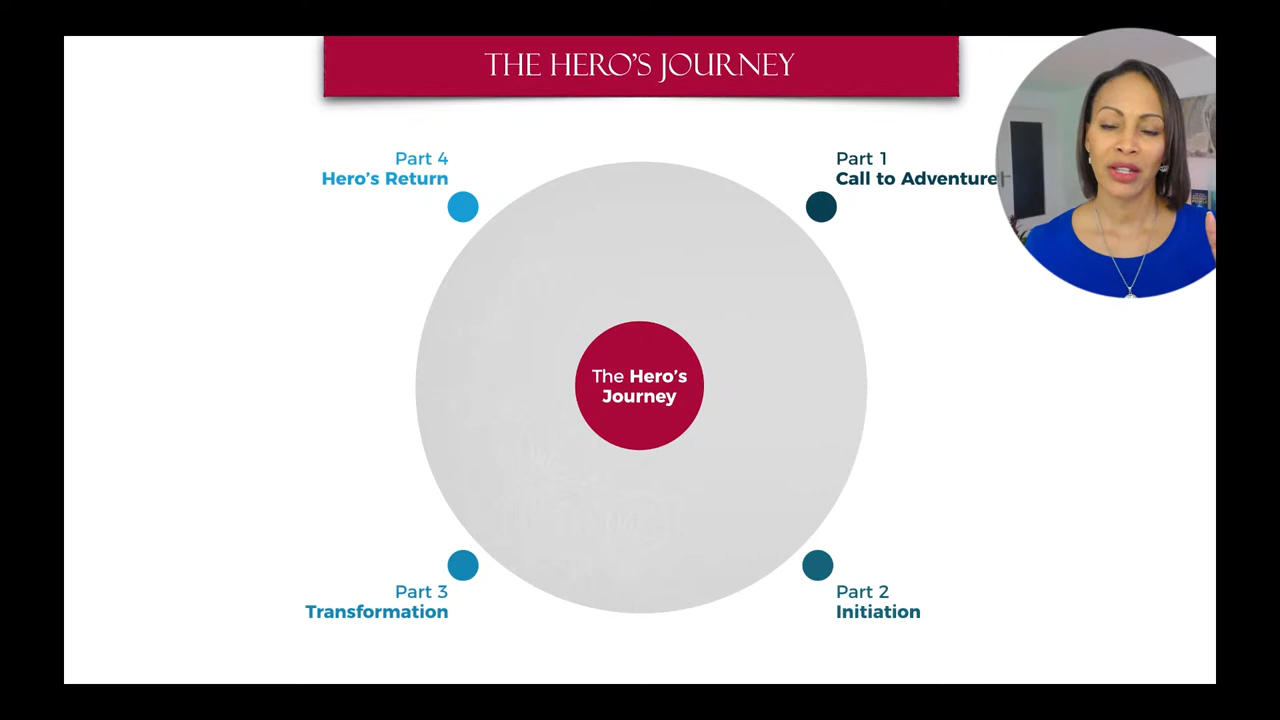 THE HERO'S JOURNEY
Part 4
Hero's Return
Part 1
Call to Adventure
The Hero's
Journey
Part 3
Transformation
Part 2
Initiation